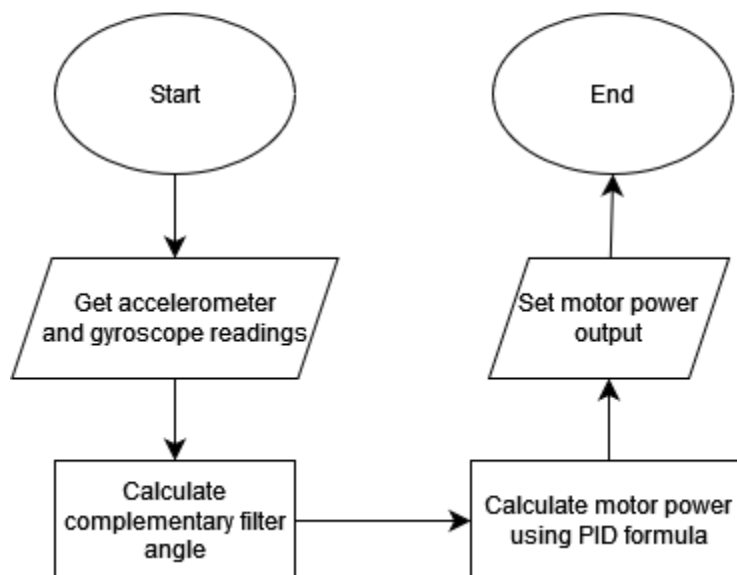 Start
Get accelerometer
and gyroscope readings
Calculate
complementary filter
angle
Calculate motor power
using PID formula
Set motor power
output
End